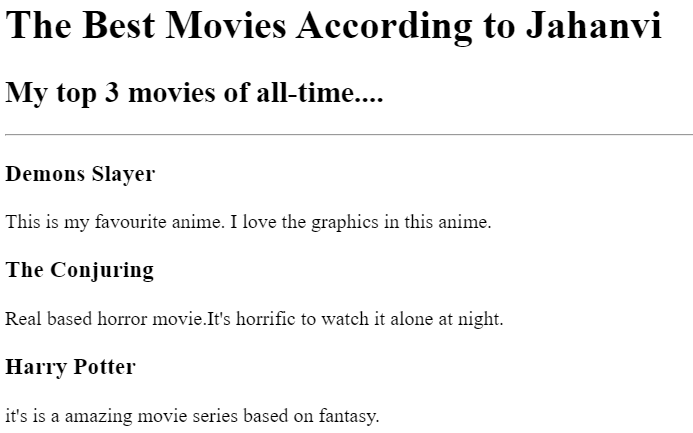 The Best Movies According to Jahanvi
My top 3 movies of all-time....
Demons Slayer
This is my favourite anime. I love the graphics in this anime.
The Conjuring
Real based horror movie.It's horrific to watch it alone at night.
Harry Potter
it's is a amazing movie series based on fantasy.